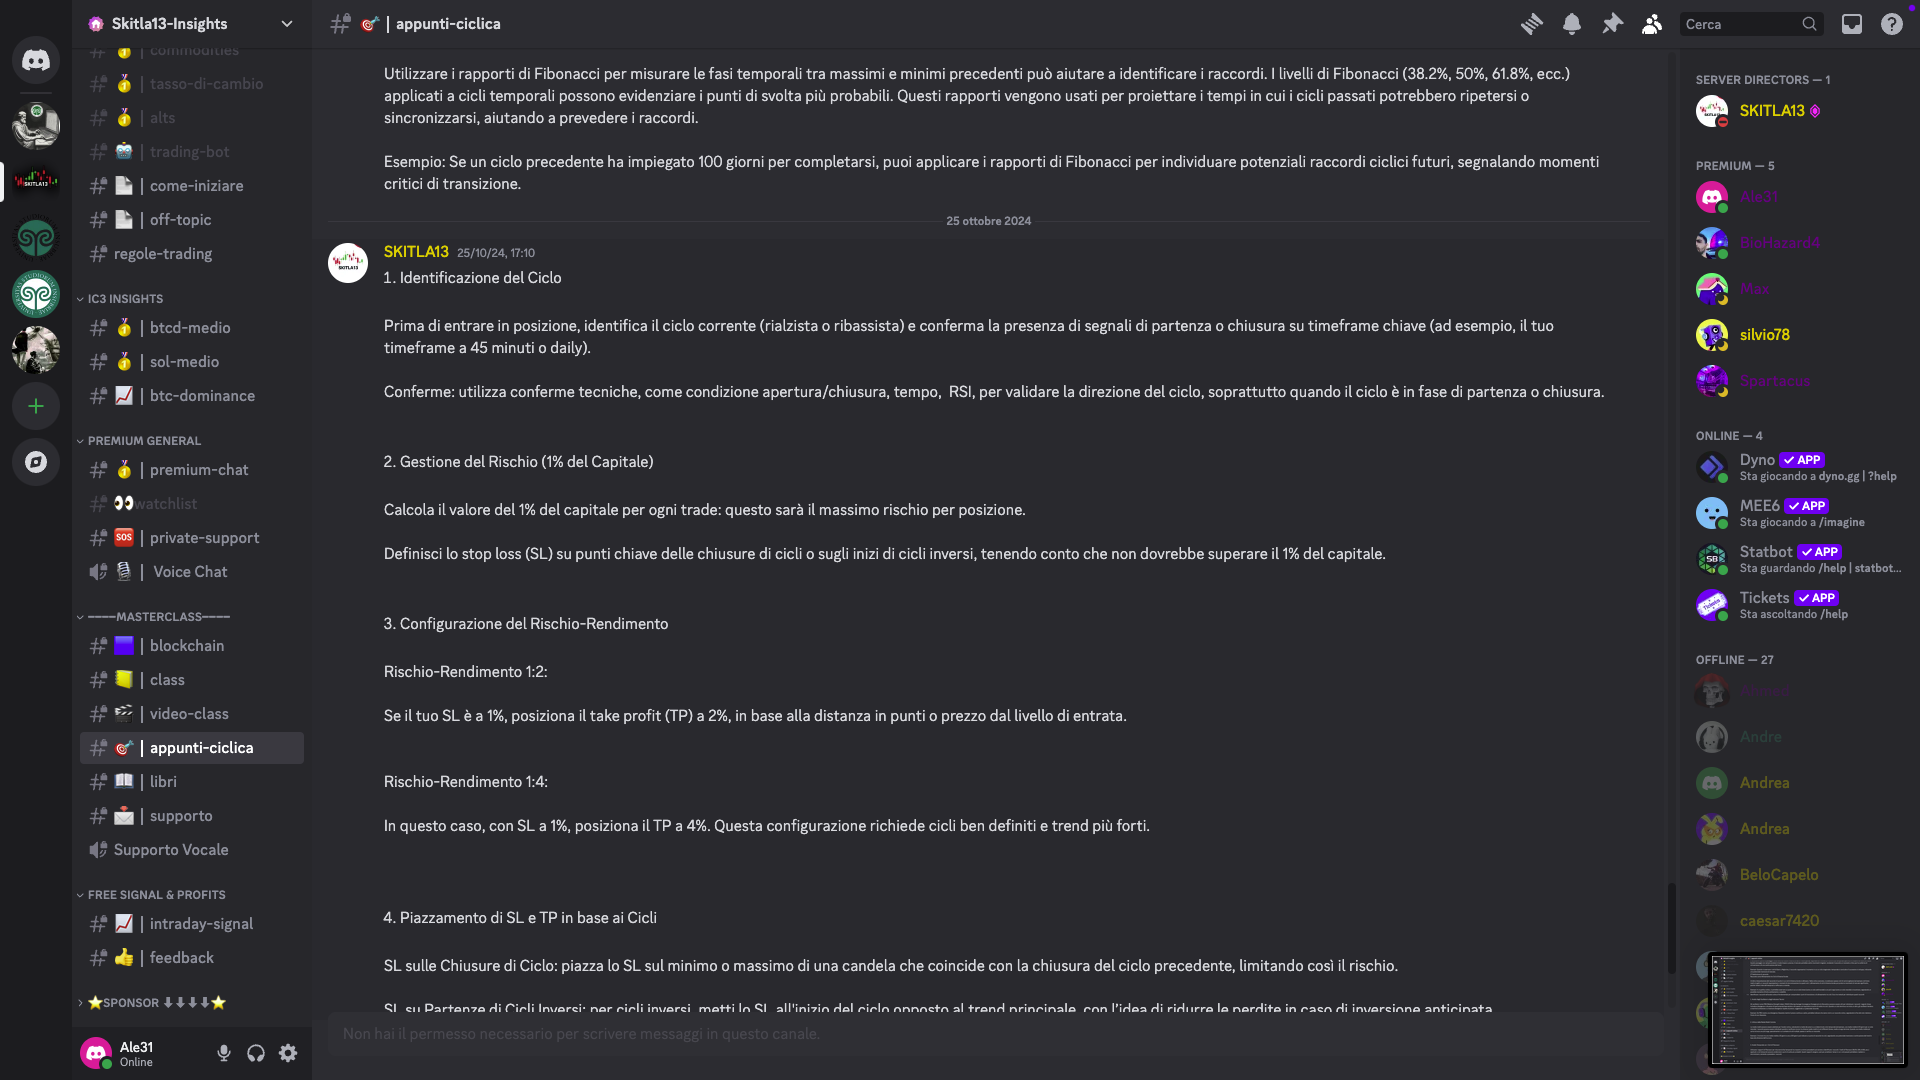 Skitla13-Insights
commodities
tasso-di-cambio
alts
trading-bot
come-iniziare
off-topic
regole-trading
IC3 INSIGHTS
btcd-medio
sol-medio
btc-dominance
PREMIUM GENERAL
premium-chat
watchlist
private-support
Voice Chat
MASTERCLASS
blockchain
class
video-class
appunti-ciclica
libri
supporto
Supporto Vocale
FREE SIGNAL & PROFITS
intraday-signal
feedback
SPONSOR
Ale31
Online
| appunti-ciclica
Cerca
Utilizzare i rapporti di Fibonacci per misurare le fasi temporali tra massimi e minimi precedenti può aiutare a identificare i raccordi. I livelli di Fibonacci (38.2%, 50%, 61.8%, ecc.)
applicati a cicli temporali possono evidenziare i punti di svolta più probabili. Questi rapporti vengono usati per proiettare i tempi in cui i cicli passati potrebbero ripetersi o
sincronizzarsi, aiutando a prevedere i raccordi.
Esempio: Se un ciclo precedente ha impiegato 100 giorni per completarsi, puoi applicare i rapporti di Fibonacci per individuare potenziali raccordi ciclici futuri, segnalando momenti
critici di transizione.
25 ottobre 2024
SKITLA13 25/10/24, 17:10
1. Identificazione del Ciclo
Prima di entrare in posizione, identifica il ciclo corrente (rialzista o ribassista) e conferma la presenza di segnali di partenza o chiusura su timeframe chiave (ad esempio, il tuo
timeframe a 45 minuti o daily).
Conferme: utilizza conferme tecniche, come condizione apertura/chiusura, tempo,  RSI, per validare la direzione del ciclo, soprattutto quando il ciclo è in fase di partenza o chiusura.
2. Gestione del Rischio (1% del Capitale)
Calcola il valore del 1% del capitale per ogni trade: questo sarà il massimo rischio per posizione.
Definisci lo stop loss (SL) su punti chiave delle chiusure di cicli o sugli inizi di cicli inversi, tenendo conto che non dovrebbe superare il 1% del capitale.
3. Configurazione del Rischio-Rendimento
Rischio-Rendimento 1:2:
Se il tuo SL è a 1%, posiziona il take profit (TP) a 2%, in base alla distanza in punti o prezzo dal livello di entrata.
Rischio-Rendimento 1:4:
In questo caso, con SL a 1%, posiziona il TP a 4%. Questa configurazione richiede cicli ben definiti e trend più forti.
4. Piazzamento di SL e TP in base ai Cicli
SL sulle Chiusure di Ciclo: piazza lo SL sul minimo o massimo di una candela che coincide con la chiusura del ciclo precedente, limitando così il rischio.
SL su Partenze di Cicli Inversi: per cicli inversi, metti lo SL all'inizio del ciclo opposto al trend principale, con l'idea di ridurre le perdite in caso di inversione anticipata.
Non hai il permesso necessario per scrivere messaggi in questo canale.
SERVER DIRECTORS — 1
SKITLA13
PREMIUM — 5
Ale31
BioHazard4
Max
silvio78
Spartacus
ONLINE — 4
Dyno APP
Sta giocando a dyno.gg | ?help
MEE6 APP
Sta giocando a /imagine
Statbot APP
Sta guardando /help | statbot...
Tickets APP
Sta ascoltando /help
OFFLINE — 27
Andre
Andrea
Andrea
BeloCapelo
caesar7420